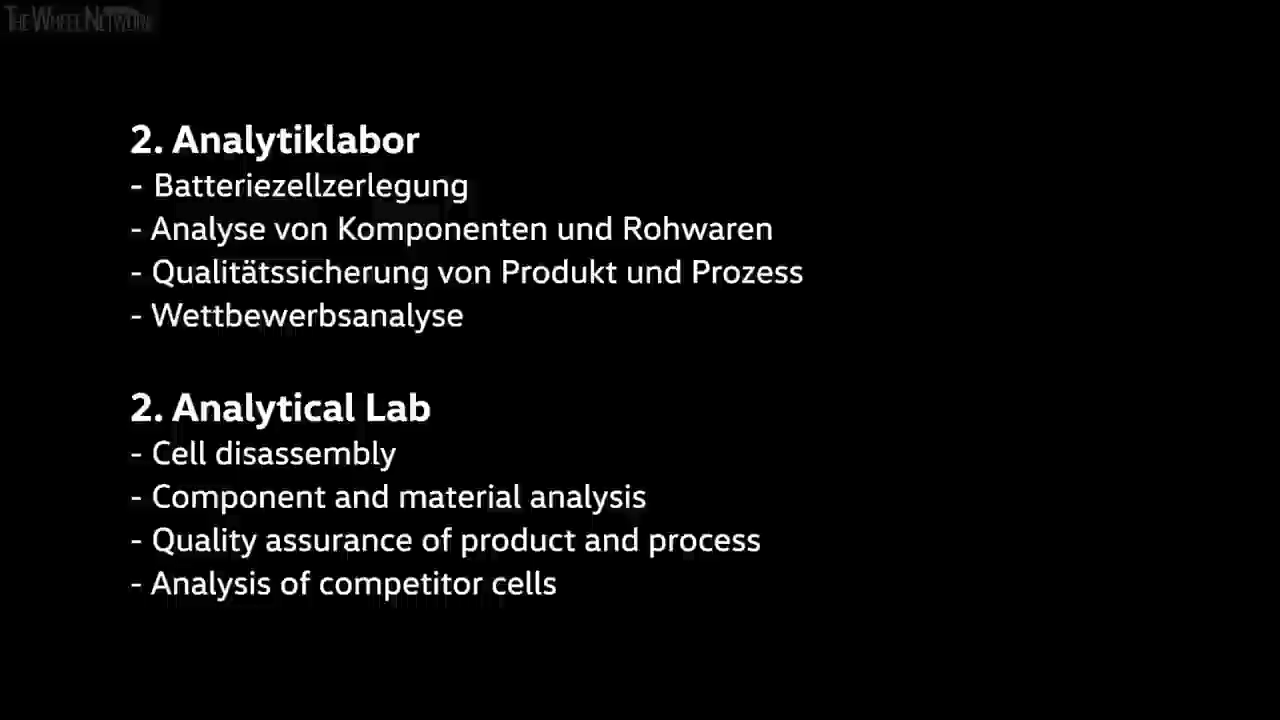 THE WHEEL NETWORK
2. Analytiklabor
- Batteriezellzerlegung
- Analyse von Komponenten und Rohwaren
- Qualitätssicherung von Produkt und Prozess
- Wettbewerbsanalyse
2. Analytical Lab
- Cell disassembly
- Component and material analysis
- Quality assurance of product and process
- Analysis of competitor cells